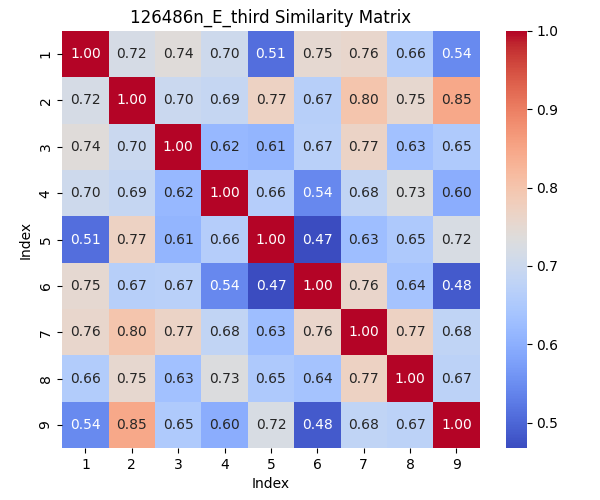 126486n_E_third Similarity Matrix
1 1.00 0.72 0.74 0.70 0.51 0.75 0.76 0.66 0.54
2 0.72 1.00 0.70 0.69 0.77 0.67 0.80 0.75 0.85
3 0.74 0.70 1.00 0.62 0.61 0.67 0.77 0.63 0.65
4 0.70 0.69 0.62 1.00 0.66 0.54 0.68 0.73 0.60
5 0.51 0.77 0.61 0.66 1.00 0.47 0.63 0.65 0.72
6 0.75 0.67 0.67 0.54 0.47 1.00 0.76 0.64 0.48
7 0.76 0.80 0.77 0.68 0.63 0.76 1.00 0.77 0.68
8 0.66 0.75 0.63 0.73 0.65 0.64 0.77 1.00 0.67
9 0.54 0.85 0.65 0.60 0.72 0.48 0.68 0.67 1.00
1 2 3 4 5 6 7 8 9
Index
Index
1.0
0.9
0.8
0.7
0.6
0.5